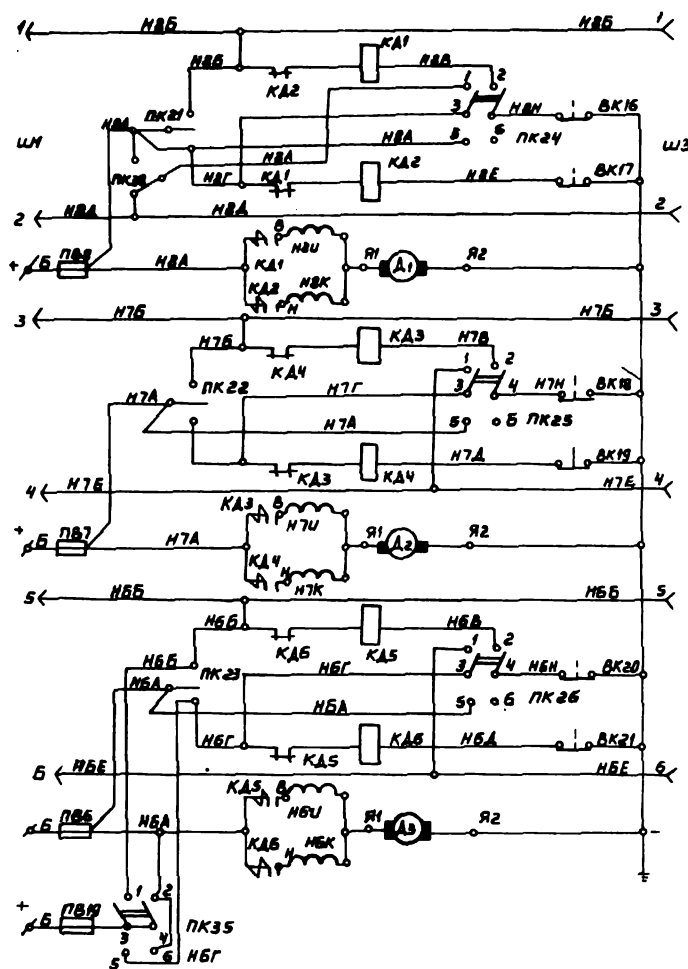 1 Н8Б Н8Б 1
Н8Б КД1 Н8В
КД2 1 2
ПК21 3 Н8Н ВК16
Н8А Н8А 5 6 ПК24
Ш1 Н8А КД2 Ш3
ПК38 Н8Г КД1 Н8Е ВК17
2 Н8Д Н8Д 2
В Н8И
+ Б ПВ8 Н8А КД1 Я1 Д1 Я2
КД2 Н8К
Н
3 Н7Б Н7Б 3
Н7Б КД3 Н7В
КД4 1 2
ПК22 Н7Г 3 4 Н7Н ВК18
Н7А Н7А 5 Б ПК25
КД3 КД4 Н7Д ВК19
4 Н7Е Н7Е 4
КД3 В
Н7И
+ Б ПВ7 Н7А Я1 Д2 Я2
КД4 Н
Н7К
5 Н6Б Н6Б 5
Н6Б Н6В
КД6 КД5 1 2
Н6Б ПК23 Н6Г 3 4 Н6Н ВК20
Н6А Н6А 5 6 ПК26
Н6Г КД5 КД6 Н6Д ВК21
Б Н6Е Н6Е 6
КД5 В
Н6И
Б ПВ6 Н6А Я1 Д3 Я2 -
КД6 Н Н6К
1 2
+ Б ПВ19 ПК35
3 4
5 6 Н6Г